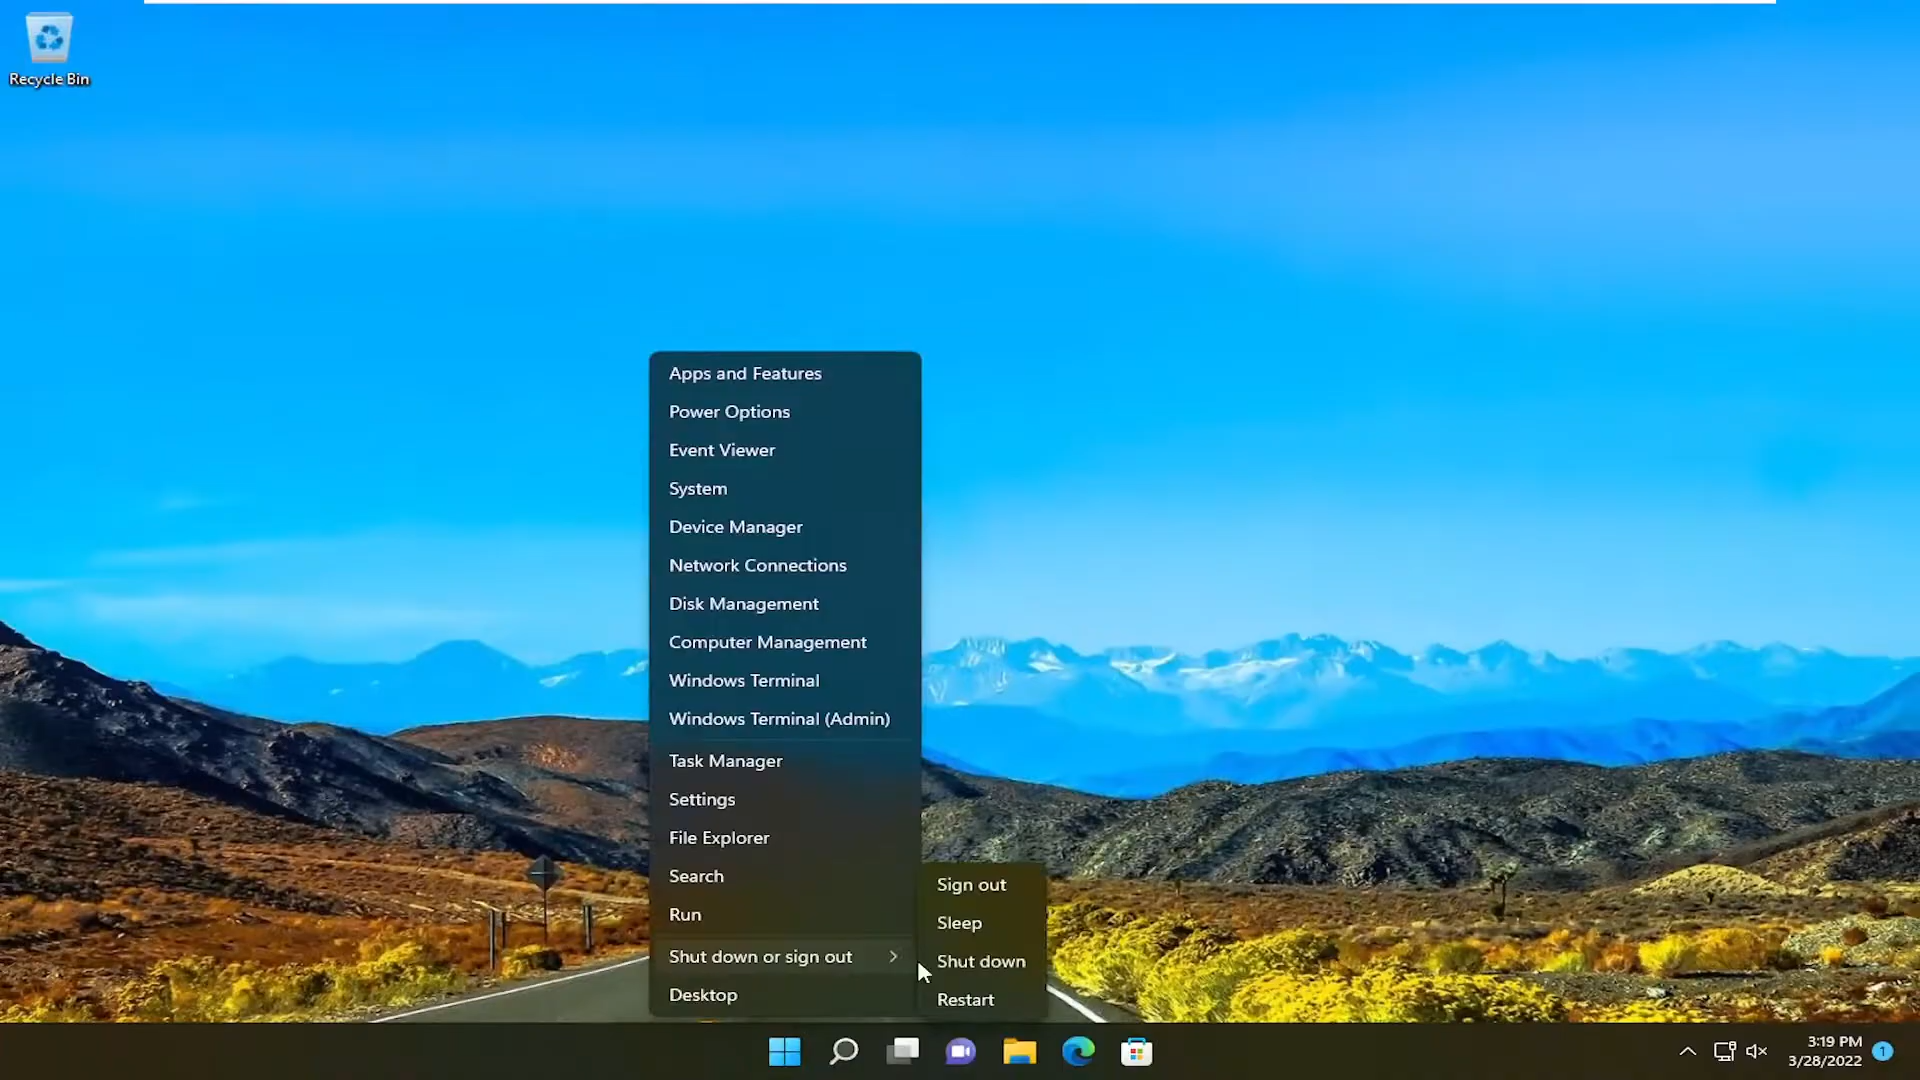 Recycle Bin
Apps and Features
Power Options
Event Viewer
System
Device Manager
Network Connections
Disk Management
Computer Management
Windows Terminal
Windows Terminal (Admin)
Task Manager
Settings
File Explorer
Search
Run
Shut down or sign out
Desktop
Sign out
Sleep
Shut down
Restart
3:19 PM
3/28/2022
1